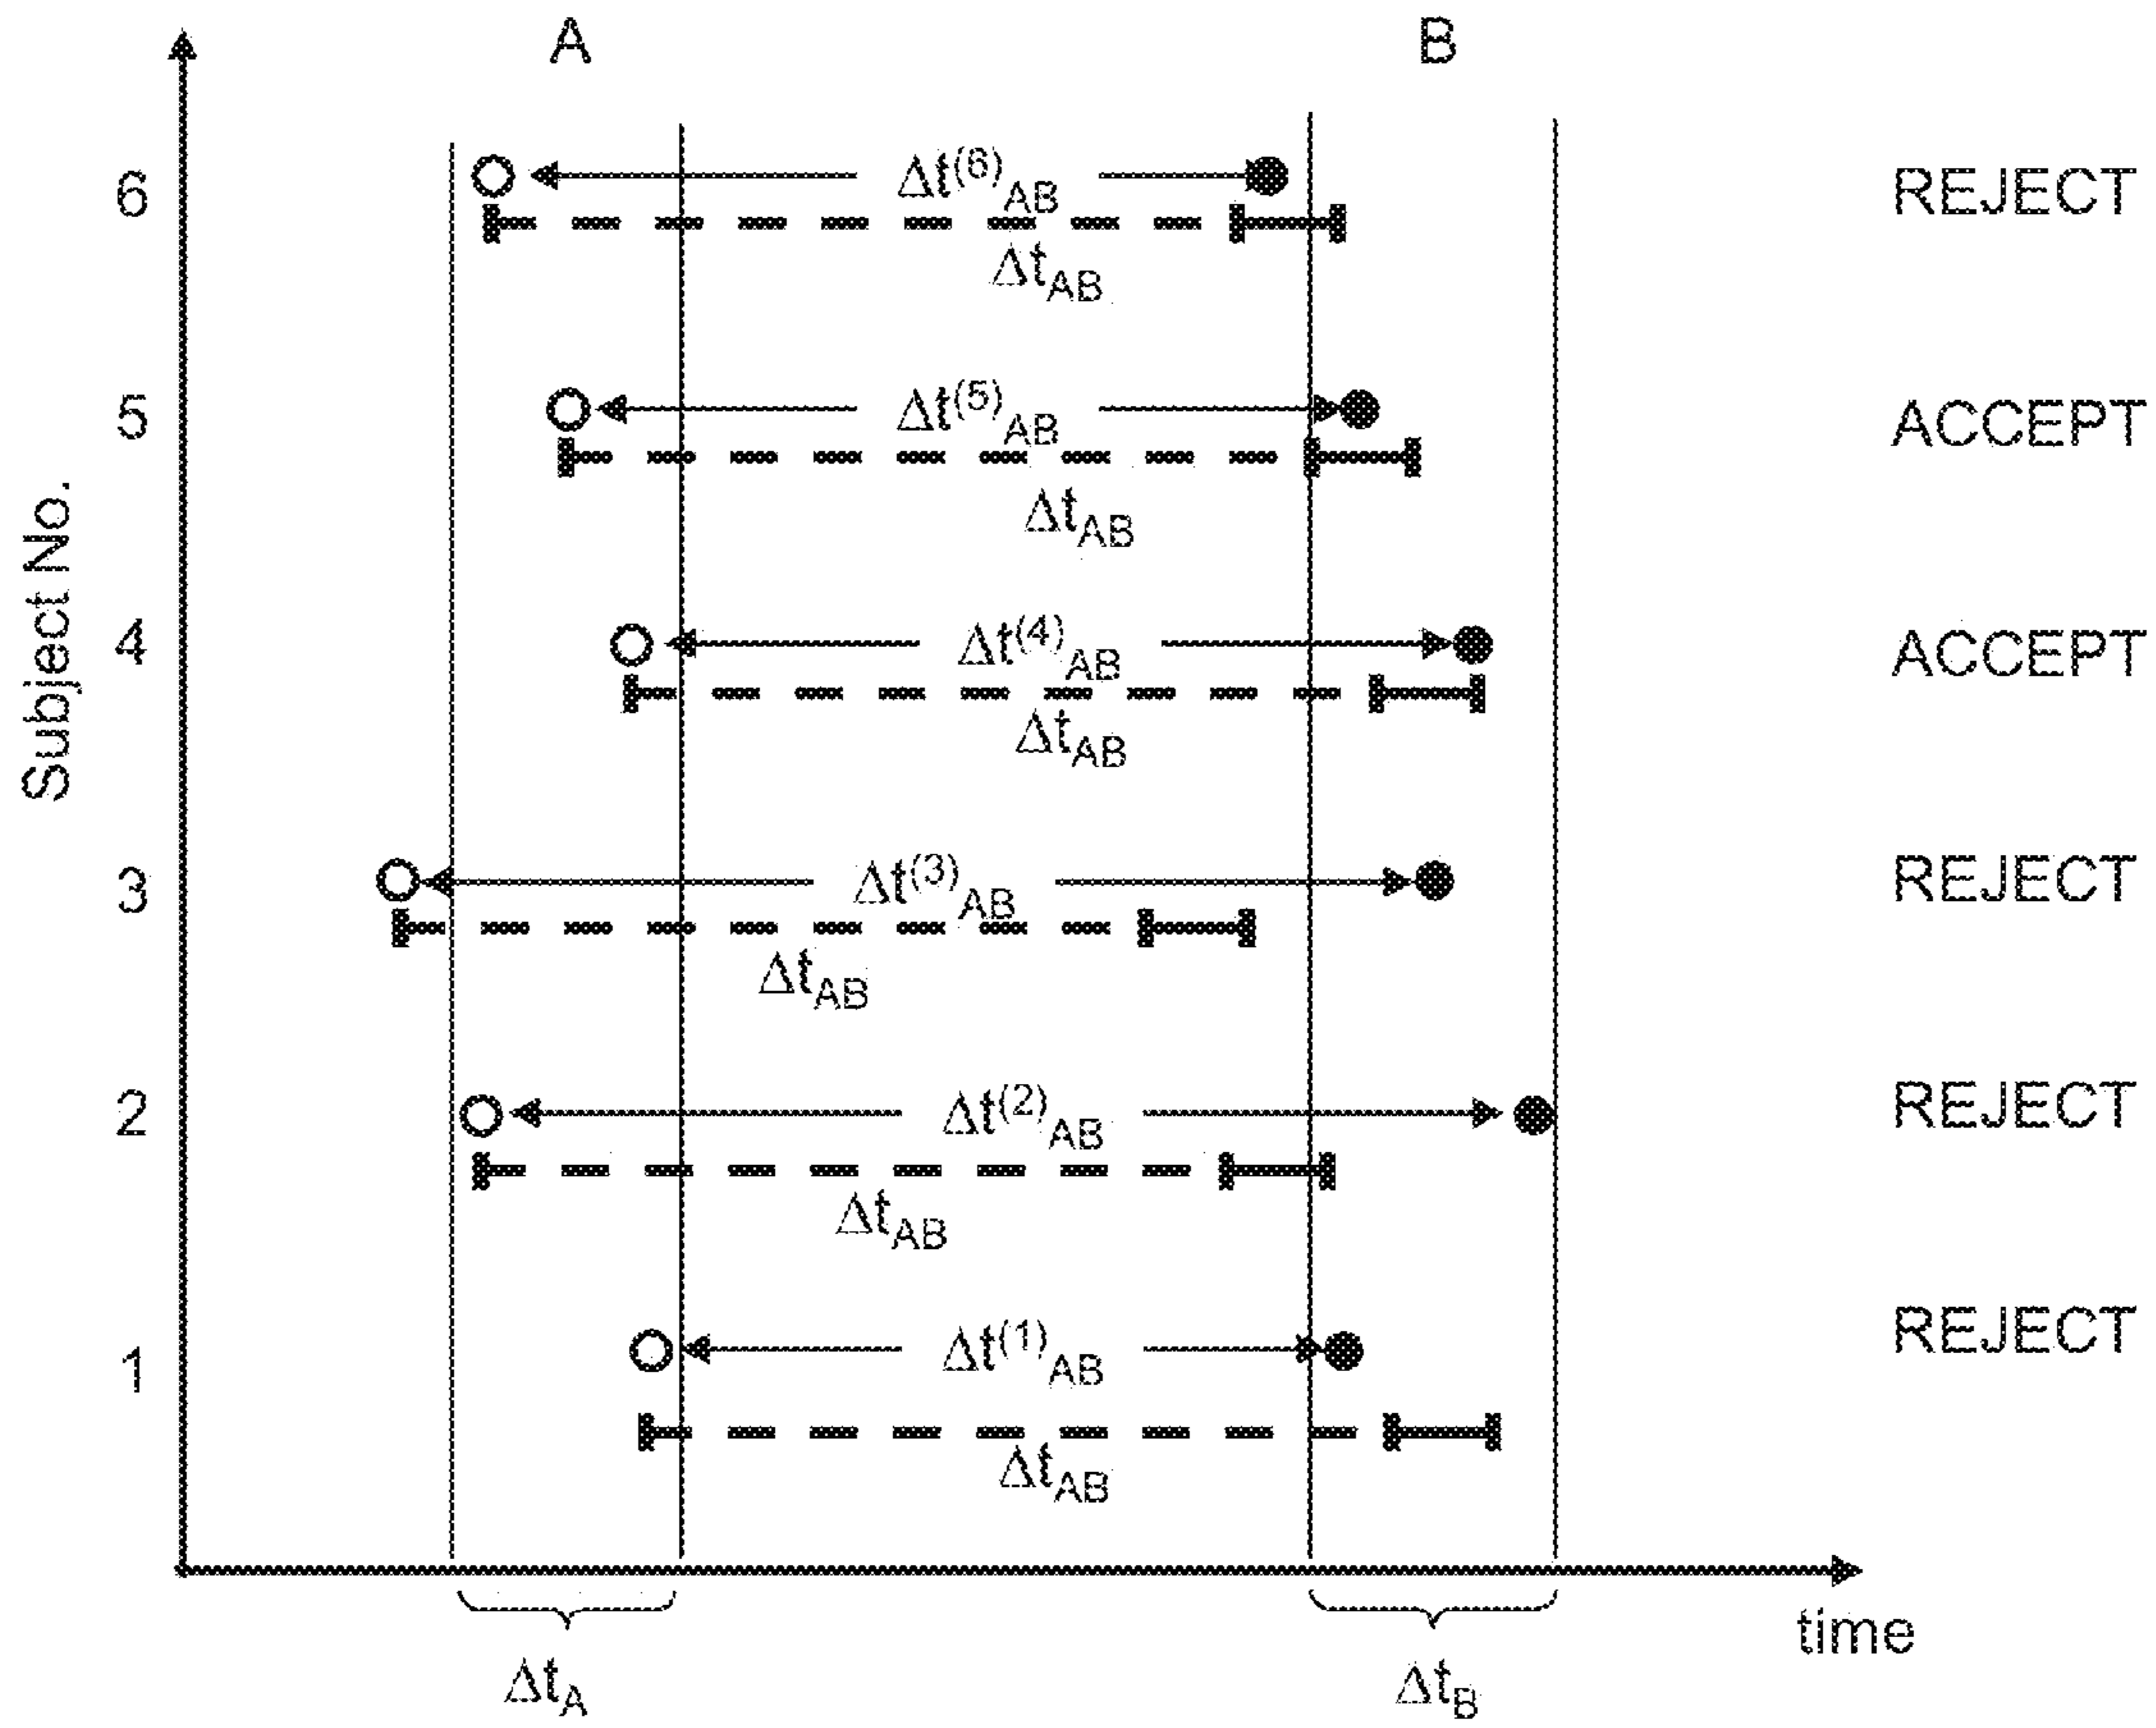 A B
6 Δt(6)AB REJECT
ΔtAB
5 Δt(5)AB ACCEPT
ΔtAB
Subject No.
4 Δt(4)AB ACCEPT
ΔtAB
3 Δt(3)AB REJECT
ΔtAB
2 Δt(2)AB REJECT
ΔtAB
1 Δt(1)AB REJECT
ΔtAB
time
ΔtA ΔtB